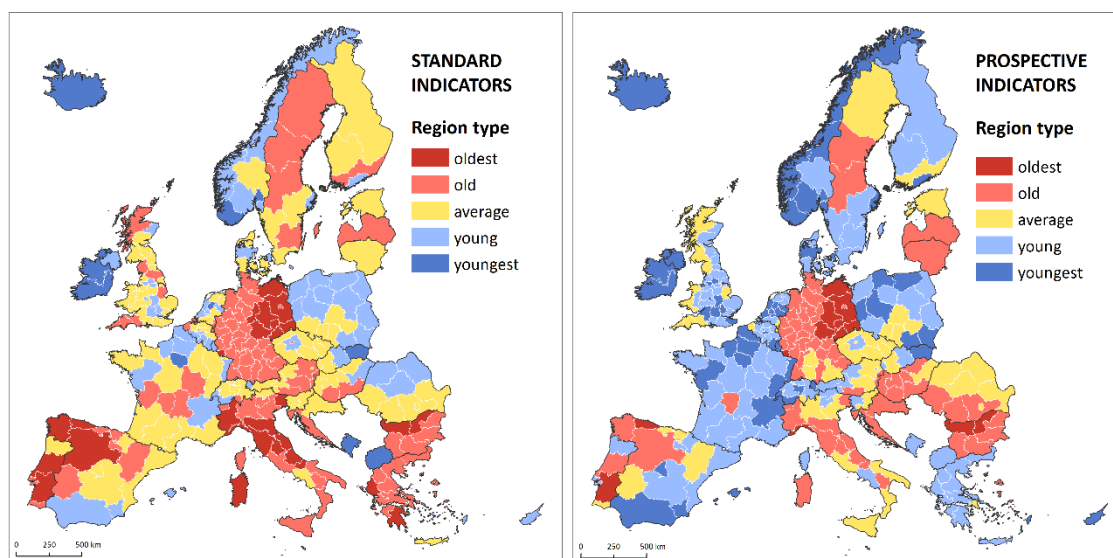 STANDARD
INDICATORS
Region type
oldest
old
average
young
youngest
0 250 500 km
PROSPECTIVE
INDICATORS
Region type
oldest
old
average
young
youngest
0 250 500 km